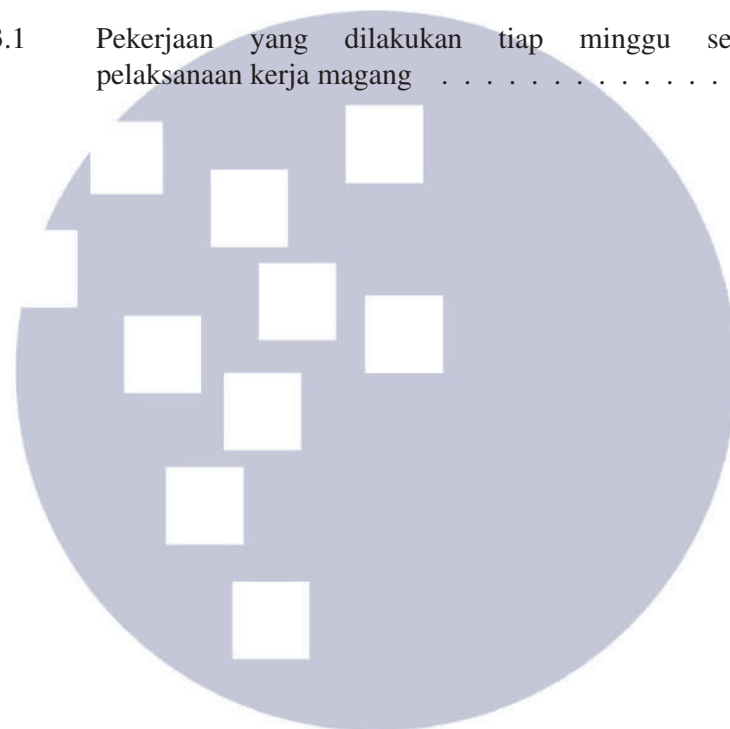 .1 Pekerjaan yang dilakukan tiap minggu se
pelaksanaan kerja magang . . . . . . . . . . . . .